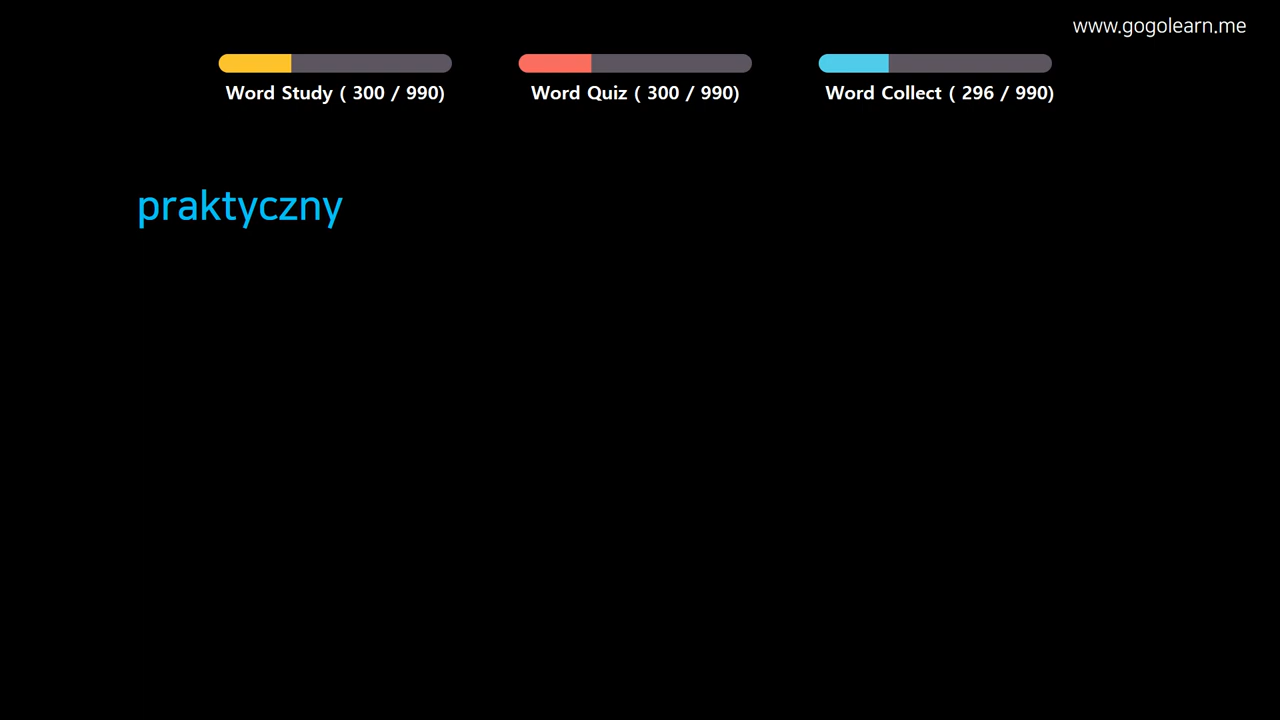 www.gogolearn.me
Word Study ( 300 / 990)
Word Quiz ( 300 / 990)
Word Collect ( 296 / 990)
praktyczny